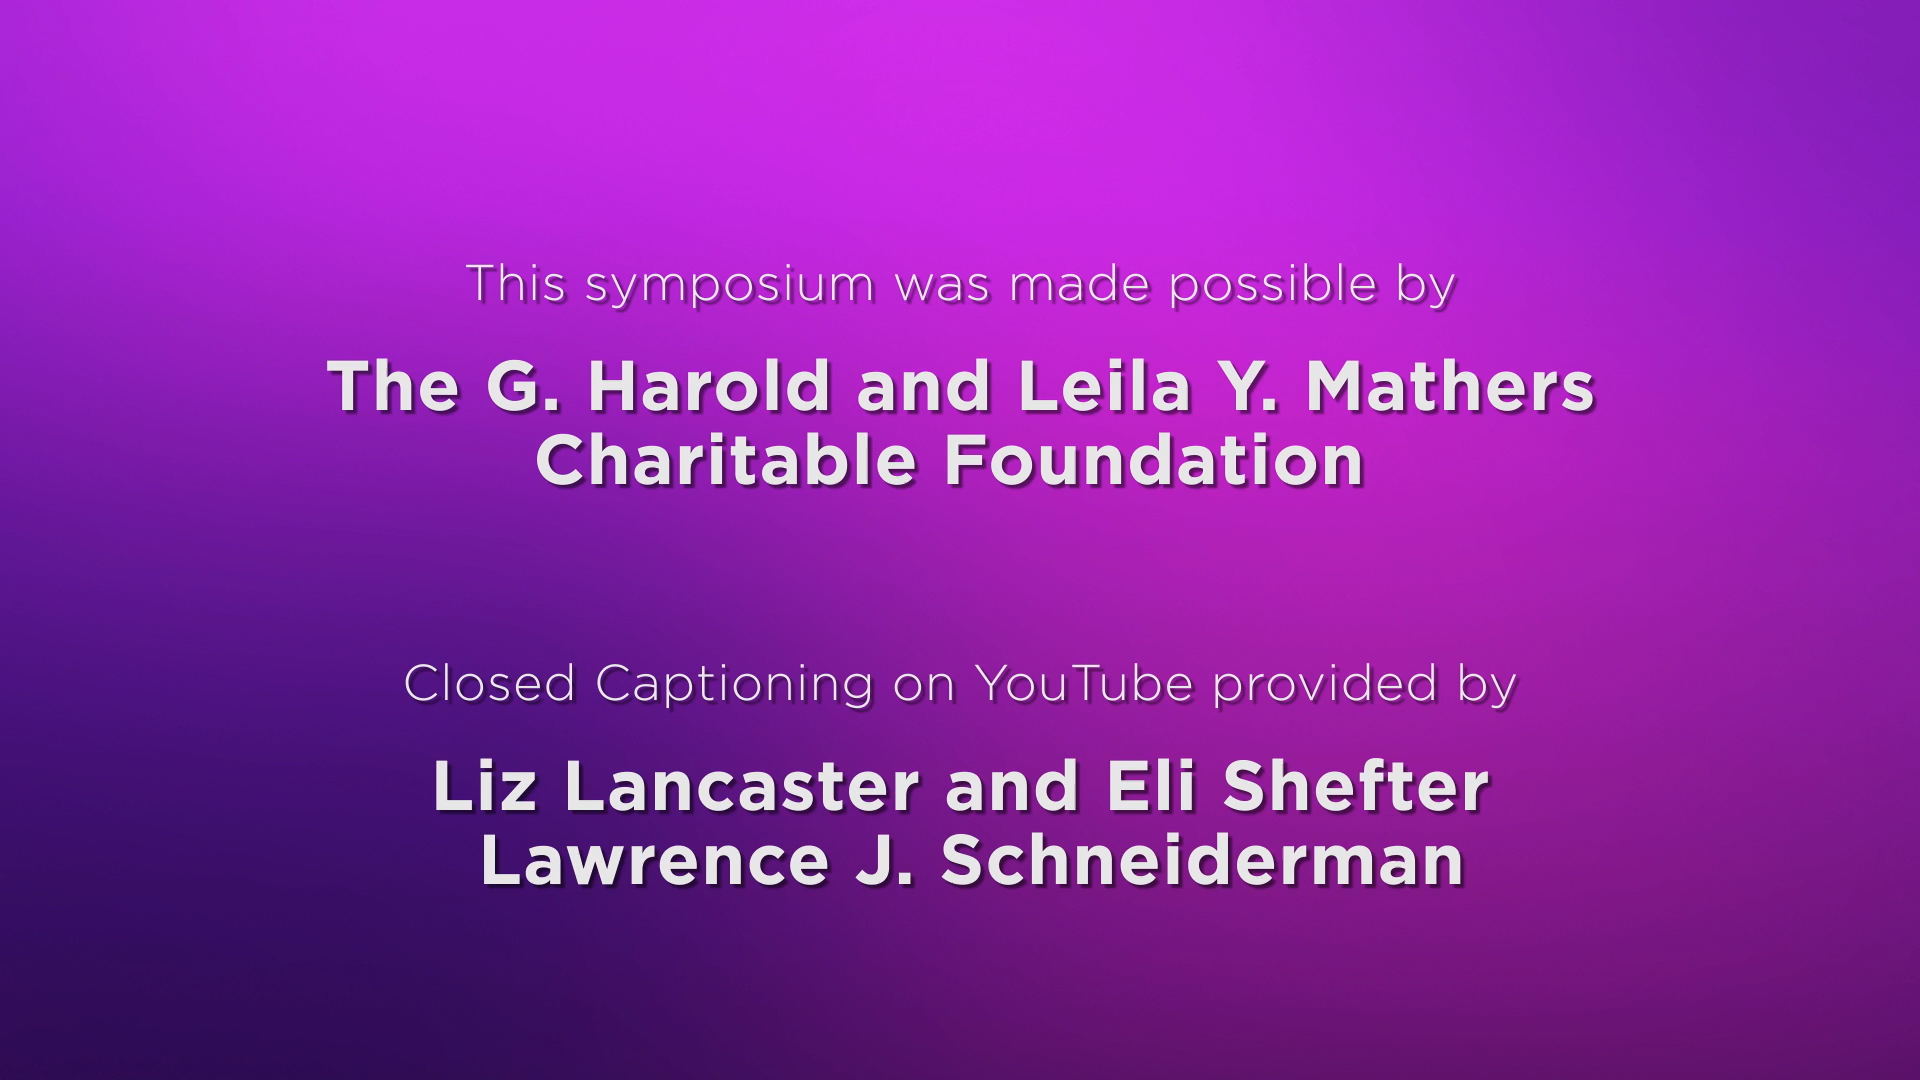 This symposium was made possible by
The G. Harold and Leila Y. Mathers
Charitable Foundation
Closed Captioning on YouTube provided by
Liz Lancaster and Eli Shefter
Lawrence J. Schneiderman